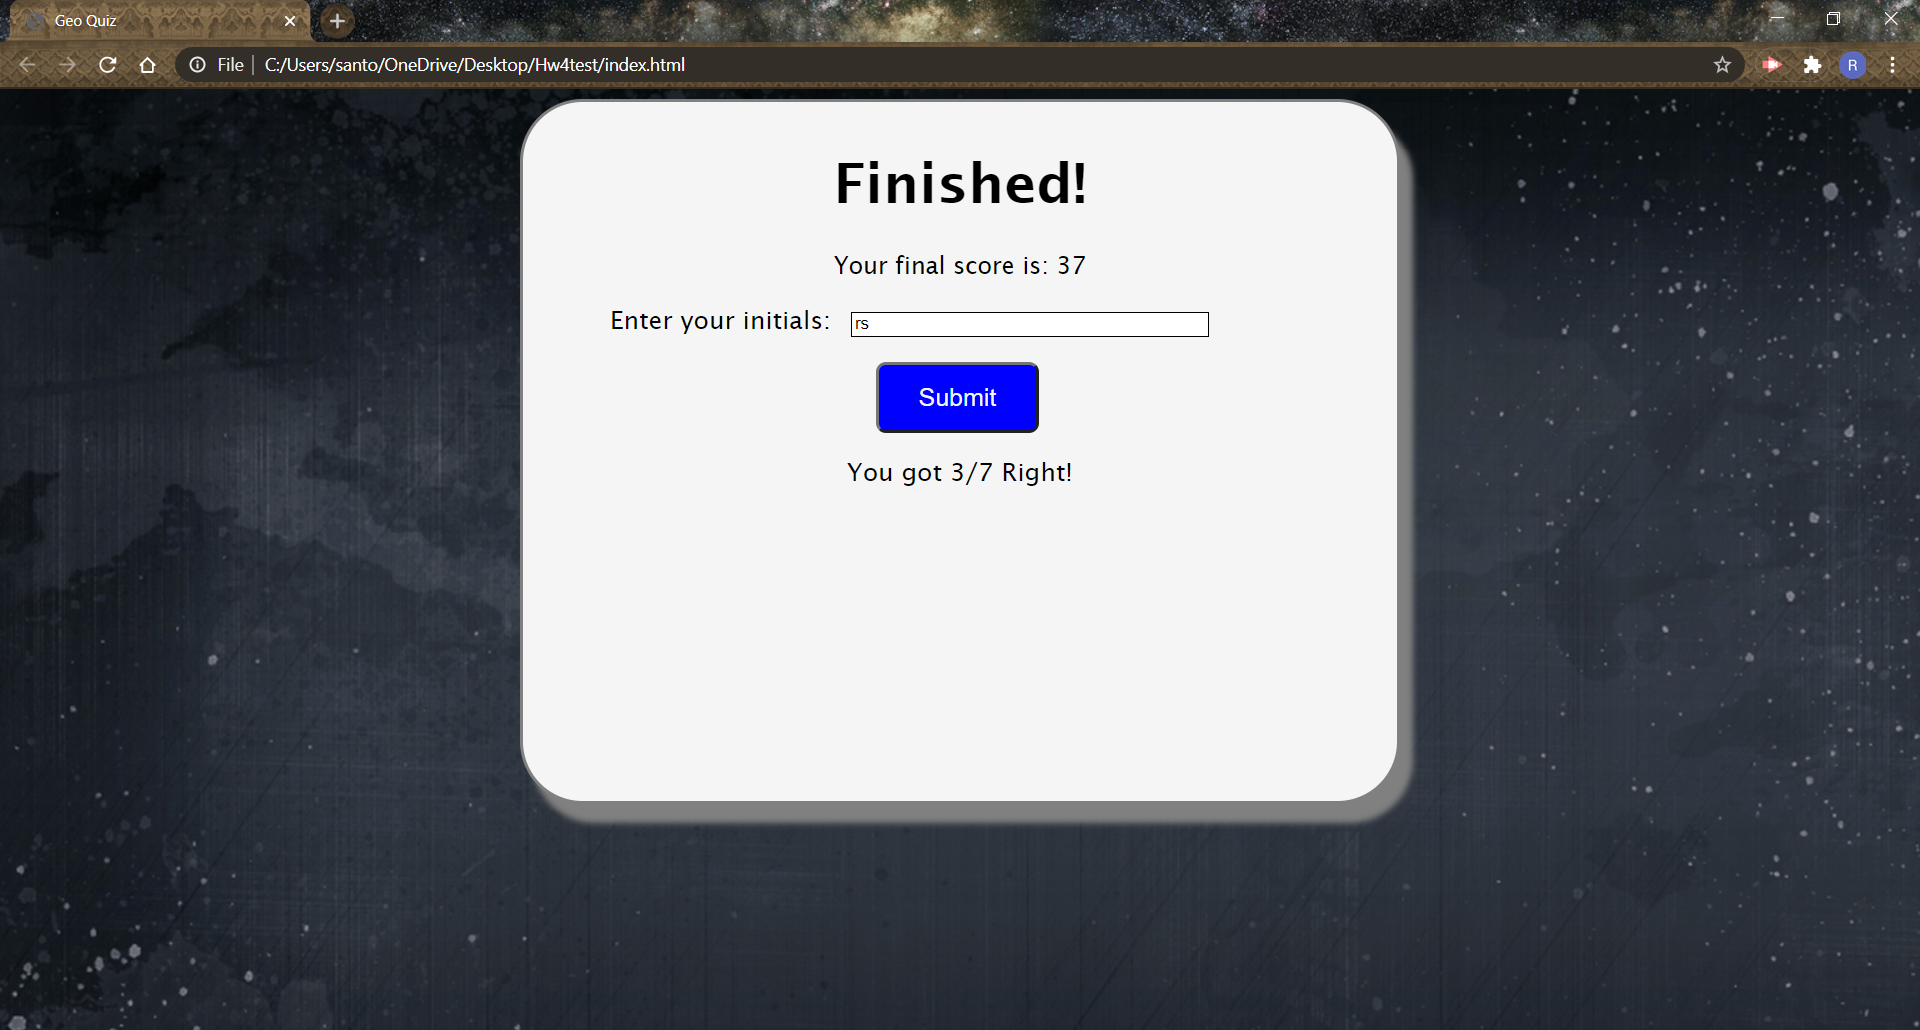 Geo Quiz
File | C:/Users/santo/OneDrive/Desktop/Hw4test/index.html
R
Finished!
Your final score is: 37
Enter your initials: rs
Submit
You got 3/7 Right!